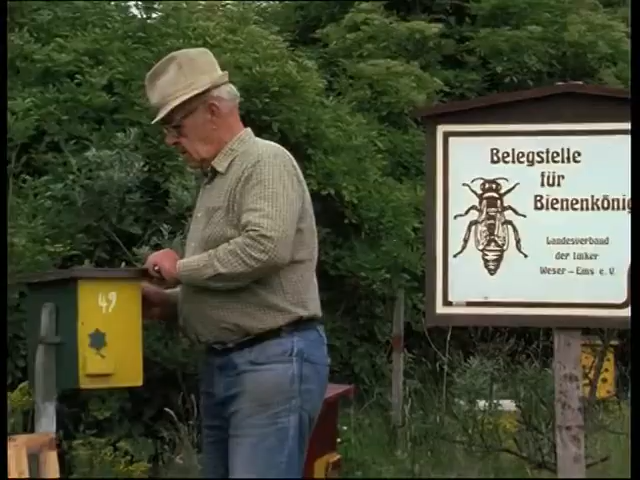 Belegstelle
für
Bienenkönig
Landesverband
der Imker
Weser - Ems e. V.
49